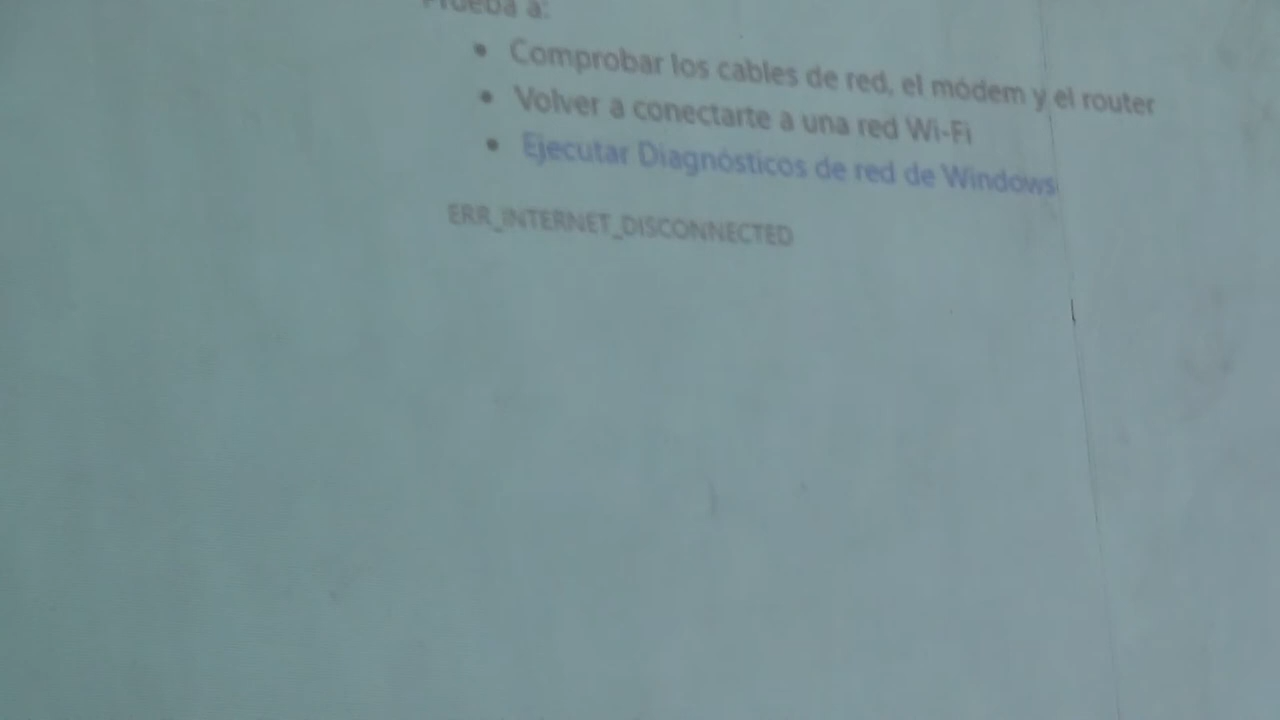 Prueba a:
Comprobar los cables de red, el módem y el router
Volver a conectarte a una red Wi-Fi
Ejecutar Diagnósticos de red de Windows
ERR_INTERNET_DISCONNECTED